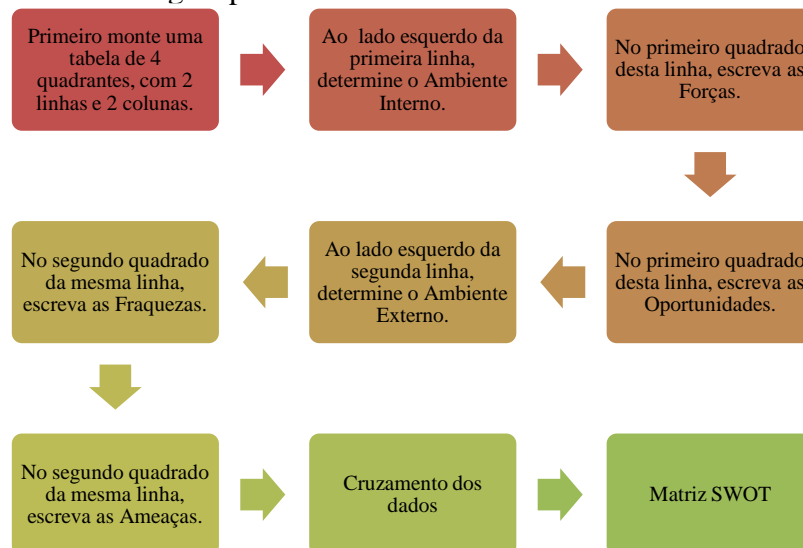 Primeiro monte uma
tabela de 4
quadrantes, com 2
linhas e 2 colunas.
Ao lado esquerdo da
primeira linha,
determine o Ambiente
Interno.
No primeiro quadrado
desta linha, escreva as
Forças.
No primeiro quadrado
desta linha, escreva as
Oportunidades.
Ao lado esquerdo da
segunda linha,
determine o Ambiente
Externo.
No segundo quadrado
da mesma linha,
escreva as Fraquezas.
No segundo quadrado
da mesma linha,
escreva as Ameaças.
Cruzamento dos
dados
Matriz SWOT